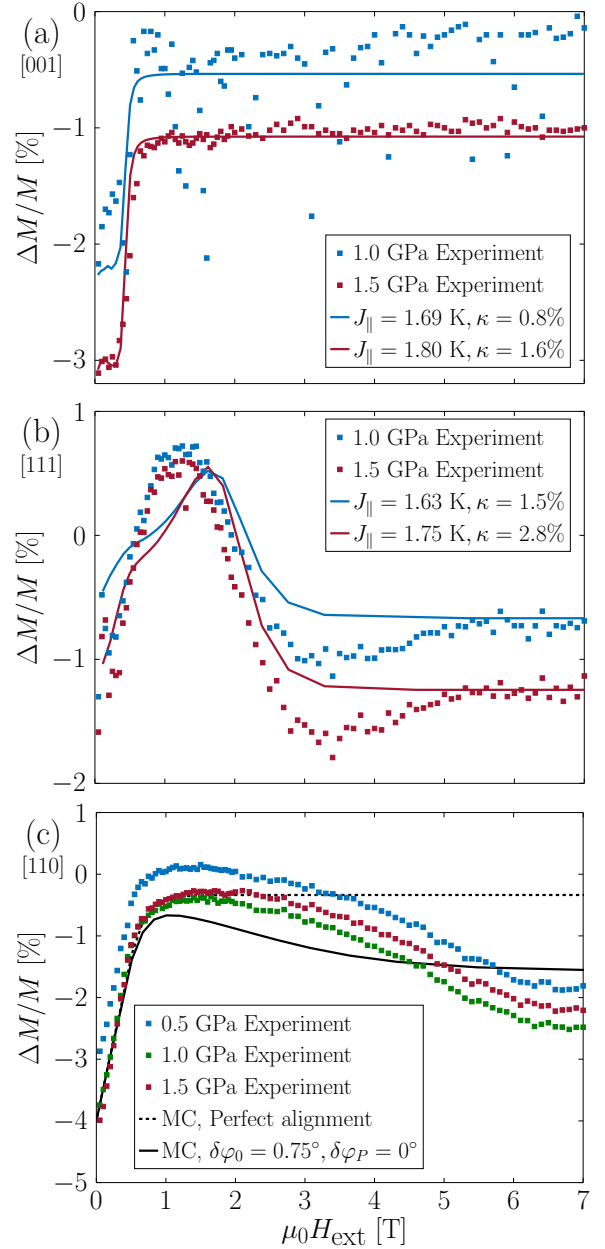 (a)
[001]
0
−1
−2
−3
ΔM/M [%]
1.0 GPa Experiment
1.5 GPa Experiment
J∥ = 1.69 K, κ = 0.8%
J∥ = 1.80 K, κ = 1.6%
(b)
[111]
1
0
−1
−2
ΔM/M [%]
1.0 GPa Experiment
1.5 GPa Experiment
J∥ = 1.63 K, κ = 1.5%
J∥ = 1.75 K, κ = 2.8%
(c)
[110]
1
0
−1
−2
−3
−4
−5
ΔM/M [%]
0.5 GPa Experiment
1.0 GPa Experiment
1.5 GPa Experiment
MC, Perfect alignment
MC, δφ₀ = 0.75°, δφ_P = 0°
0 1 2 3 4 5 6 7
μ₀H_ext [T]